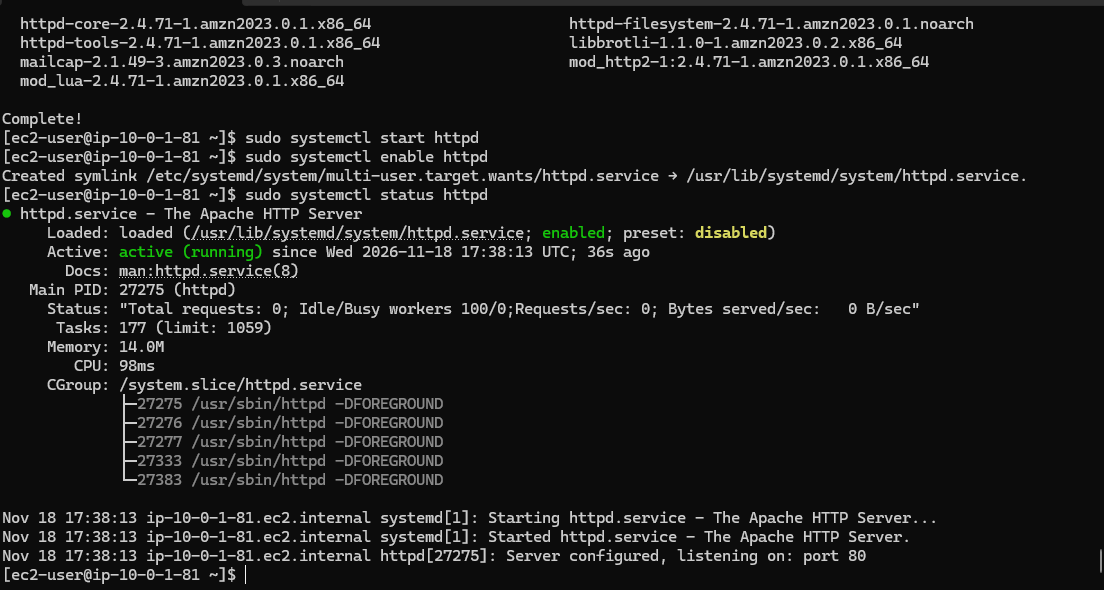 httpd-core-2.4.71-1.amzn2023.0.1.x86_64 httpd-filesystem-2.4.71-1.amzn2023.0.1.noarch
httpd-tools-2.4.71-1.amzn2023.0.1.x86_64 libbrotli-1.1.0-1.amzn2023.0.2.x86_64
mailcap-2.1.49-3.amzn2023.0.3.noarch mod_http2-1:2.4.71-1.amzn2023.0.1.x86_64
mod_lua-2.4.71-1.amzn2023.0.1.x86_64
Complete!
[ec2-user@ip-10-0-1-81 ~]$ sudo systemctl start httpd
[ec2-user@ip-10-0-1-81 ~]$ sudo systemctl enable httpd
Created symlink /etc/systemd/system/multi-user.target.wants/httpd.service → /usr/lib/systemd/system/httpd.service.
[ec2-user@ip-10-0-1-81 ~]$ sudo systemctl status httpd
● httpd.service - The Apache HTTP Server
Loaded: loaded (/usr/lib/systemd/system/httpd.service; enabled; preset: disabled)
Active: active (running) since Wed 2026-11-18 17:38:13 UTC; 36s ago
Docs: man:httpd.service(8)
Main PID: 27275 (httpd)
Status: "Total requests: 0; Idle/Busy workers 100/0;Requests/sec: 0; Bytes served/sec:   0 B/sec"
Tasks: 177 (limit: 1059)
Memory: 14.0M
CPU: 98ms
CGroup: /system.slice/httpd.service
├─27275 /usr/sbin/httpd -DFOREGROUND
├─27276 /usr/sbin/httpd -DFOREGROUND
├─27277 /usr/sbin/httpd -DFOREGROUND
├─27333 /usr/sbin/httpd -DFOREGROUND
└─27383 /usr/sbin/httpd -DFOREGROUND
Nov 18 17:38:13 ip-10-0-1-81.ec2.internal systemd[1]: Starting httpd.service - The Apache HTTP Server...
Nov 18 17:38:13 ip-10-0-1-81.ec2.internal systemd[1]: Started httpd.service - The Apache HTTP Server.
Nov 18 17:38:13 ip-10-0-1-81.ec2.internal httpd[27275]: Server configured, listening on: port 80
[ec2-user@ip-10-0-1-81 ~]$